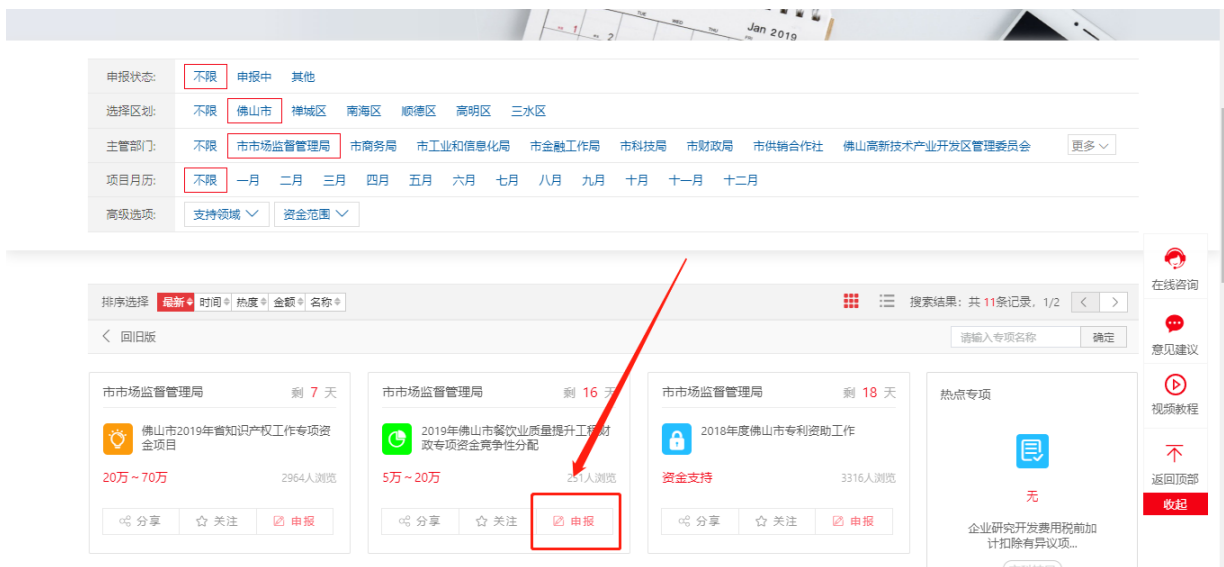 TUE
WED
THU
Jan 2019
1
2
申报状态: 不限 申报中 其他
选择区划: 不限 佛山市 禅城区 南海区 顺德区 高明区 三水区
主管部门: 不限 市市场监督管理局 市商务局 市工业和信息化局 市金融工作局 市科技局 市财政局 市供销合作社 佛山高新技术产业开发区管理委员会 更多
项目月历: 不限 一月 二月 三月 四月 五月 六月 七月 八月 九月 十月 十一月 十二月
高级选项: 支持领域 资金范围
在线咨询
排序选择 最新 时间 热度 金额 名称 搜索结果: 共 11条记录, 1/2
回旧版 请输入专项名称 确定
意见建议
市市场监督管理局 剩 7 天 市市场监督管理局 剩 16 天 市市场监督管理局 剩 18 天 热点专项
视频教程
佛山市2019年省知识产权工作专项资 2019年佛山市餐饮业质量提升工程财 2018年度佛山市专利资助工作
金项目 政专项资金竞争性分配
20万~70万 2964人浏览 5万~20万 251人浏览 资金支持 3316人浏览
返回顶部
无
收起
分享 关注 申报 分享 关注 申报 分享 关注 申报
企业研究开发费用税前加
计扣除有异议项...